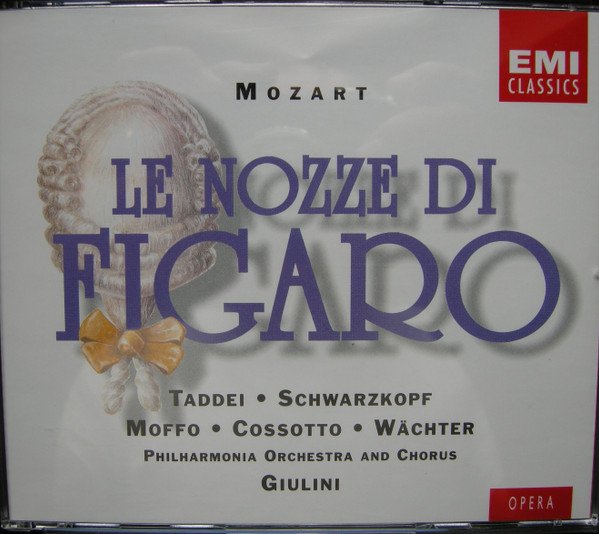 MOZART
EMI
CLASSICS
LE NOZZE DI
FIGARO
TADDEI • SCHWARZKOPF
MOFFO • COSSOTTO • WÄCHTER
PHILHARMONIA ORCHESTRA AND CHORUS
GIULINI
OPERA